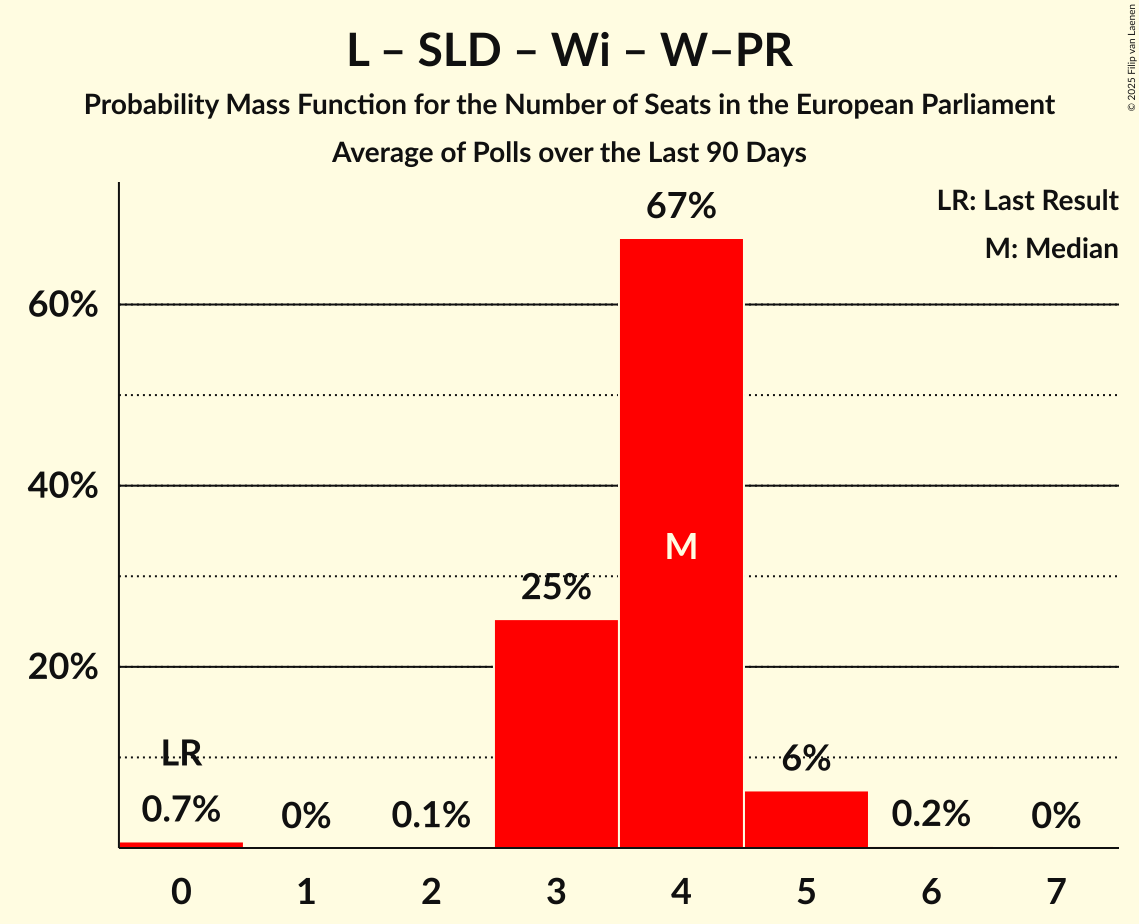 L – SLD – Wi – W–PR
Probability Mass Function for the Number of Seats in the European Parliament
Average of Polls over the Last 90 Days
© 2025 Filip van Laenen
LR: Last Result
M: Median
67%
60%
40%
M
25%
20%
LR
6%
0.7%
0%
0.1%
0.2%
0%
0 1 2 3 4 5 6 7